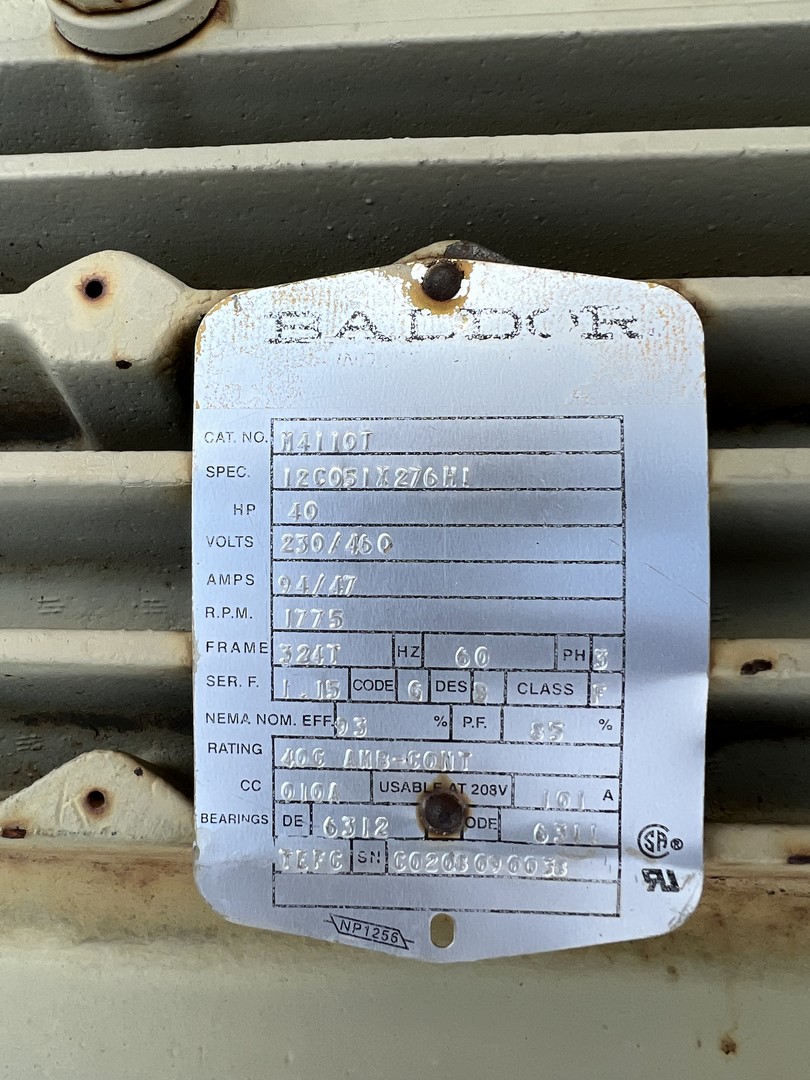 BALDOR
CAT. NO. M4110T
SPEC. 12C051X276H1
HP 40
VOLTS 230/460
AMPS 94/47
R.P.M. 1775
FRAME 324T HZ 60 PH 3
SER. F. 1.15 CODE G DES B CLASS F
NEMA NOM. EFF. 93 % P.F. 85 %
RATING 40C AMB-CONT
CC 010A USABLE AT 208V 101 A
BEARINGS DE 6312 ODE 6311
TEFC SN
SA ®
NP1256